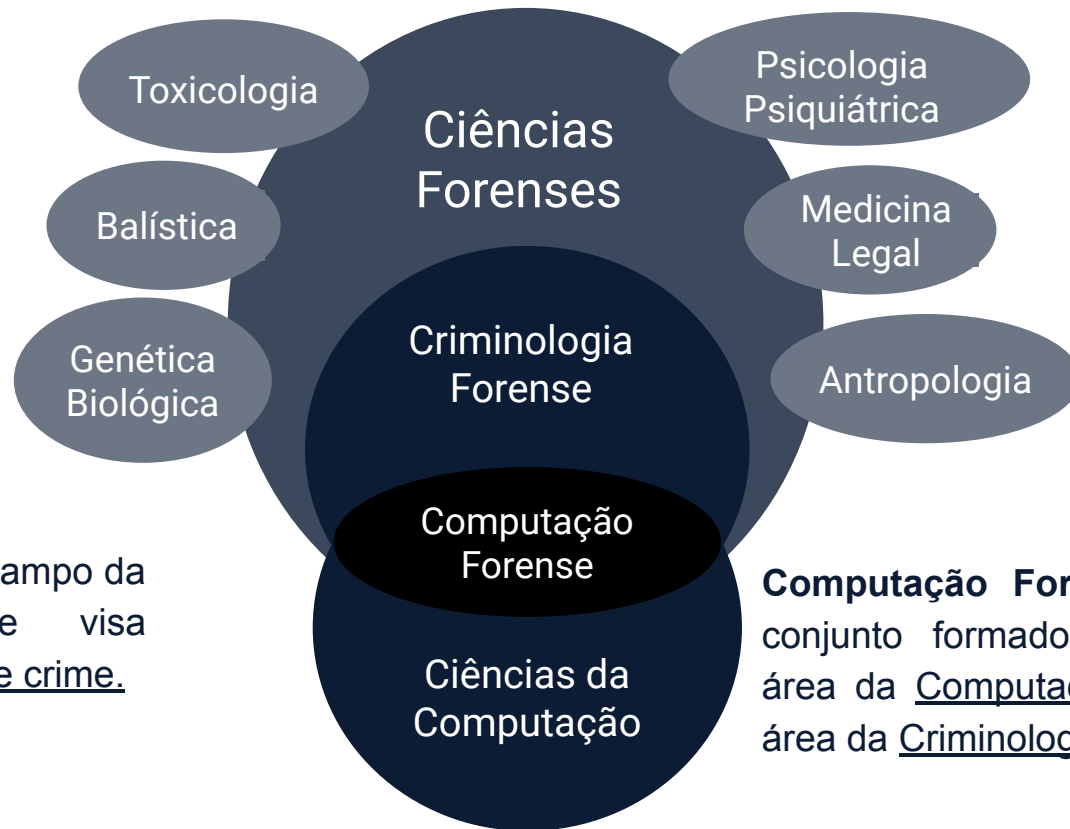 Toxicologia
Psicologia
Psiquiátrica
Ciências
Forenses
Balística
Medicina
Legal
Genética
Biológica
Criminologia
Forense
Antropologia
Computação
Forense
ampo da
e visa
e crime.
Computação For
conjunto formado
área da Computa
área da Criminolog
Ciências da
Computação